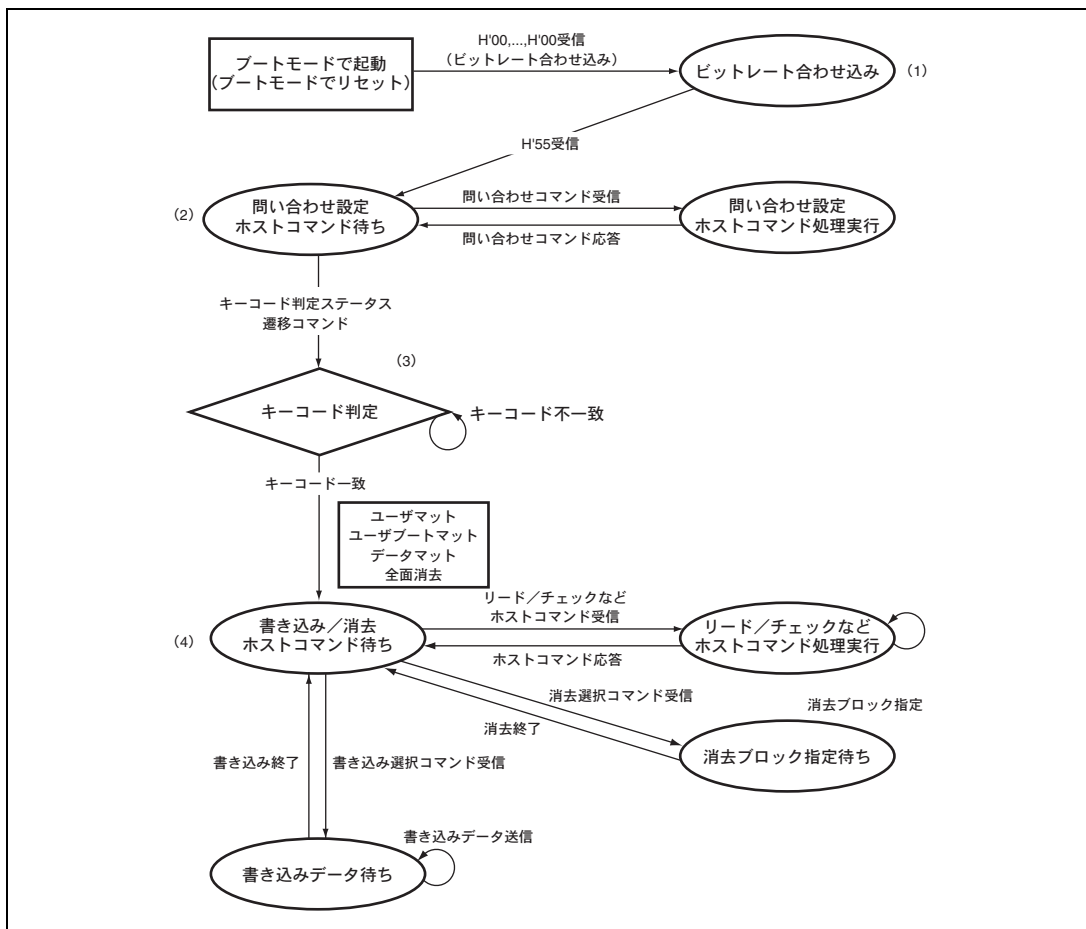 ブートモードで起動
(ブートモードでリセット)
H'00,...,H'00受信
(ビットレート合わせ込み)
ビットレート合わせ込み
(1)
H'55受信
(2)
問い合わせ設定
ホストコマンド待ち
問い合わせコマンド受信
問い合わせコマンド応答
問い合わせ設定
ホストコマンド処理実行
キーコード判定ステータス
遷移コマンド
(3)
キーコード判定
キーコード不一致
キーコード一致
ユーザマット
ユーザブートマット
データマット
全面消去
(4)
書き込み/消去
ホストコマンド待ち
リード/チェックなど
ホストコマンド受信
ホストコマンド応答
リード/チェックなど
ホストコマンド処理実行
消去選択コマンド受信
消去終了
消去ブロック指定
消去ブロック指定待ち
書き込み終了
書き込み選択コマンド受信
書き込みデータ送信
書き込みデータ待ち